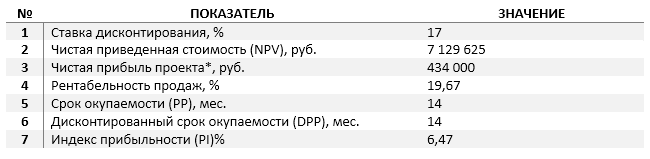 № ПОКАЗАТЕЛЬ ЗНАЧЕНИЕ
1 Ставка дисконтирования, % 17
2 Чистая приведенная стоимость (NPV), руб. 7 129 625
3 Чистая прибыль проекта*, руб. 434 000
4 Рентабельность продаж, % 19,67
5 Срок окупаемости (PP), мес. 14
6 Дисконтированный срок окупаемости (DPP), мес. 14
7 Индекс прибыльности (PI)% 6,47